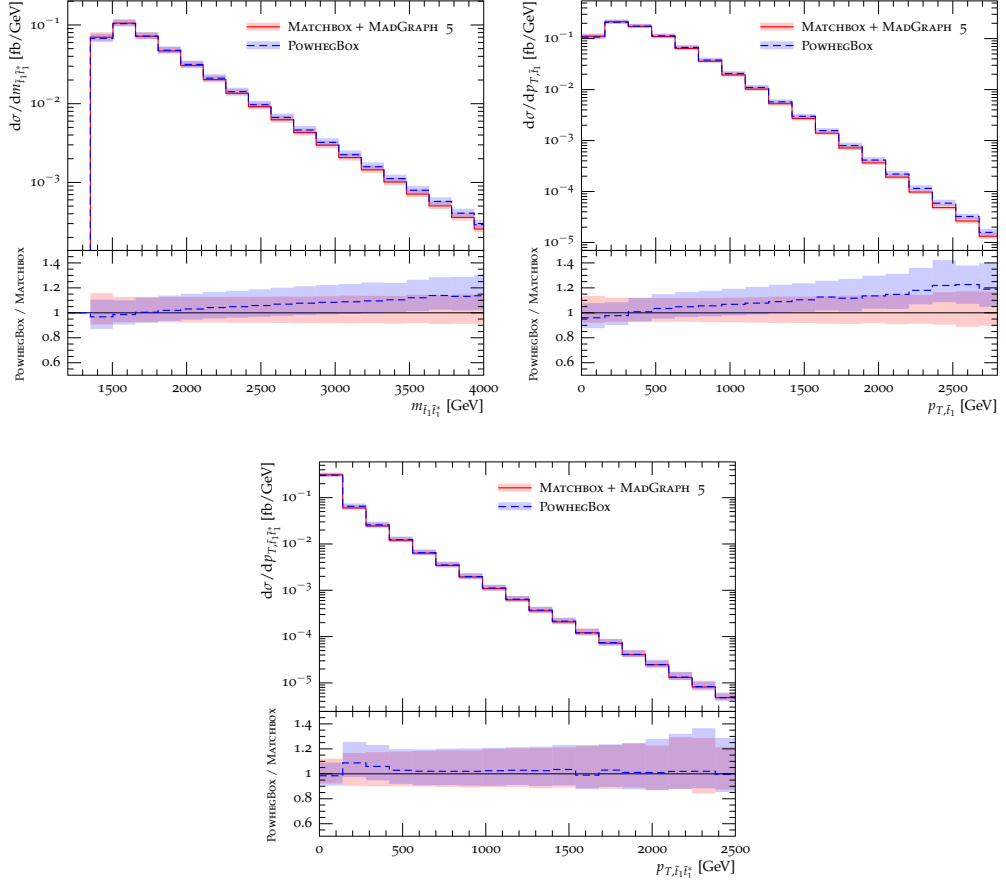 10⁻¹
10⁻²
10⁻³
dσ/dm_{t̃₁t̃₁*} [fb/GeV]
Matchbox + MadGraph 5
PowhegBox
1.4
1.2
1
0.8
0.6
PowhegBox / Matchbox
1500 2000 2500 3000 3500 4000
m_{t̃₁t̃₁*} [GeV]
10⁻¹
10⁻²
10⁻³
10⁻⁴
10⁻⁵
dσ/dp_{T,t̃₁} [fb/GeV]
Matchbox + MadGraph 5
PowhegBox
1.4
1.2
1
0.8
0.6
PowhegBox / Matchbox
0 500 1000 1500 2000 2500
p_{T,t̃₁} [GeV]
10⁻¹
10⁻²
10⁻³
10⁻⁴
10⁻⁵
dσ/dp_{T,t̃₁t̃₁*} [fb/GeV]
Matchbox + MadGraph 5
PowhegBox
1.4
1.2
1
0.8
0.6
PowhegBox / Matchbox
0 500 1000 1500 2000 2500
p_{T,t̃₁t̃₁*} [GeV]